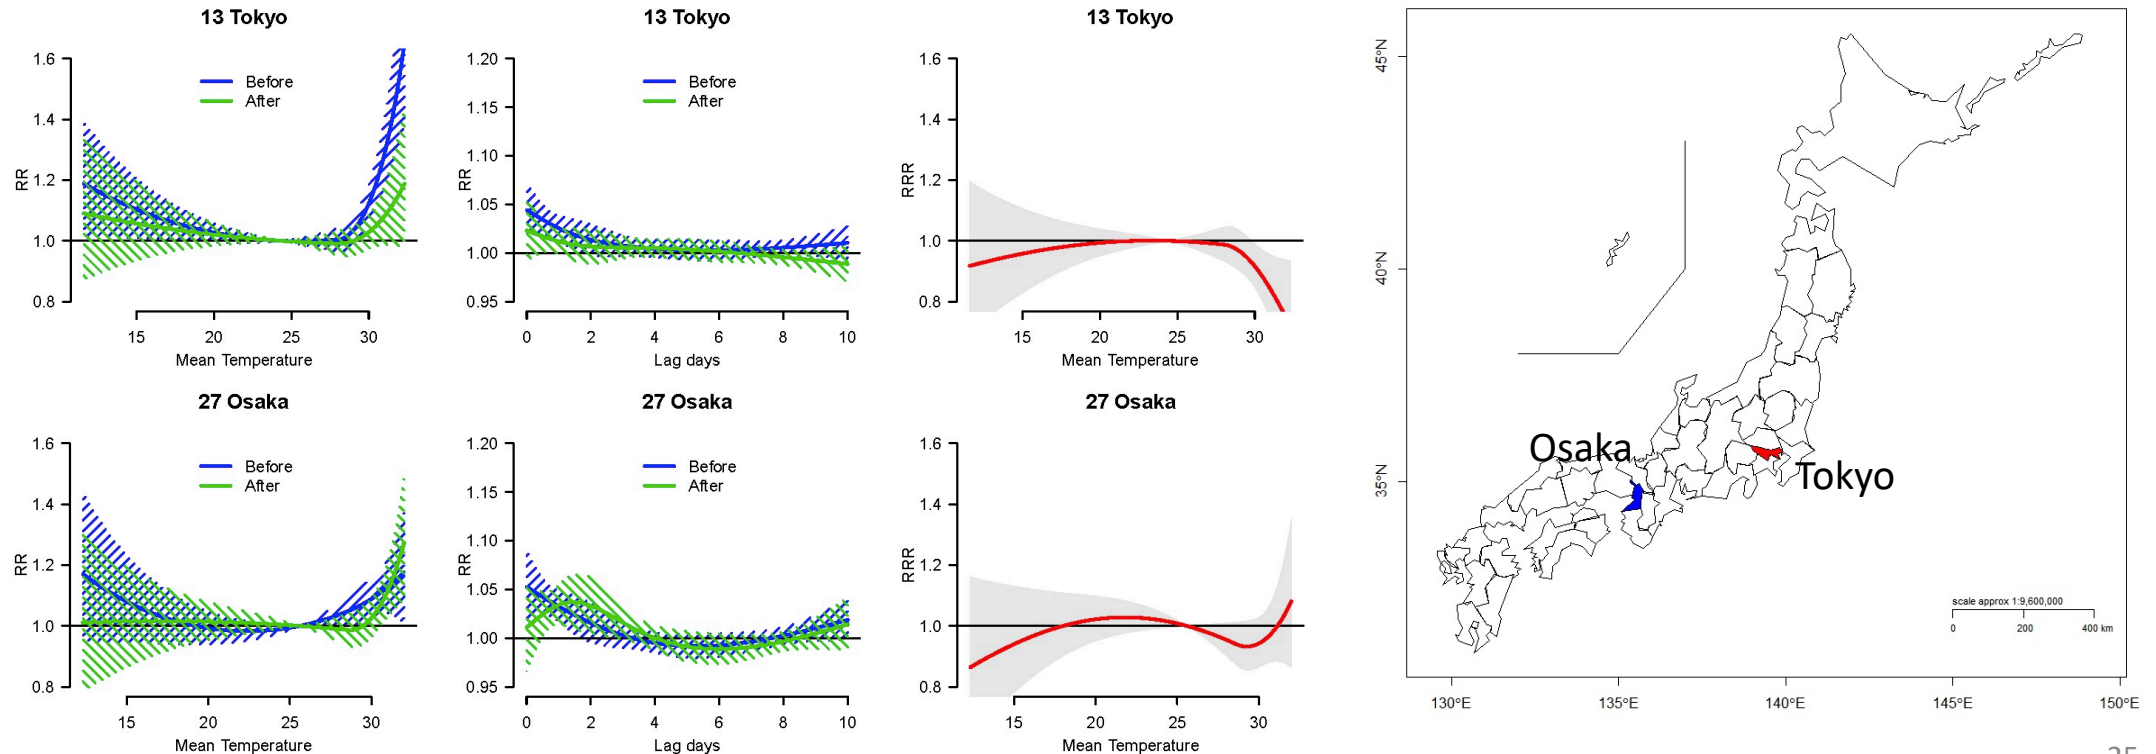 13 Tokyo
RR
1.6
1.4
1.2
1.0
0.8
Before
After
15 20 25 30
Mean Temperature
13 Tokyo
RR
1.20
1.15
1.10
1.05
1.00
0.95
Before
After
0 2 4 6 8 10
Lag days
13 Tokyo
RRR
1.6
1.4
1.2
1.0
0.8
15 20 25 30
Mean Temperature
27 Osaka
RR
1.6
1.4
1.2
1.0
0.8
Before
After
15 20 25 30
Mean Temperature
27 Osaka
RR
1.20
1.15
1.10
1.05
1.00
0.95
Before
After
0 2 4 6 8 10
Lag days
27 Osaka
RRR
1.6
1.4
1.2
1.0
0.8
15 20 25 30
Mean Temperature
45°N
40°N
35°N
Osaka
Tokyo
scale approx 1:9,600,000
0 200 400 km
130°E 135°E 140°E 145°E 150°E